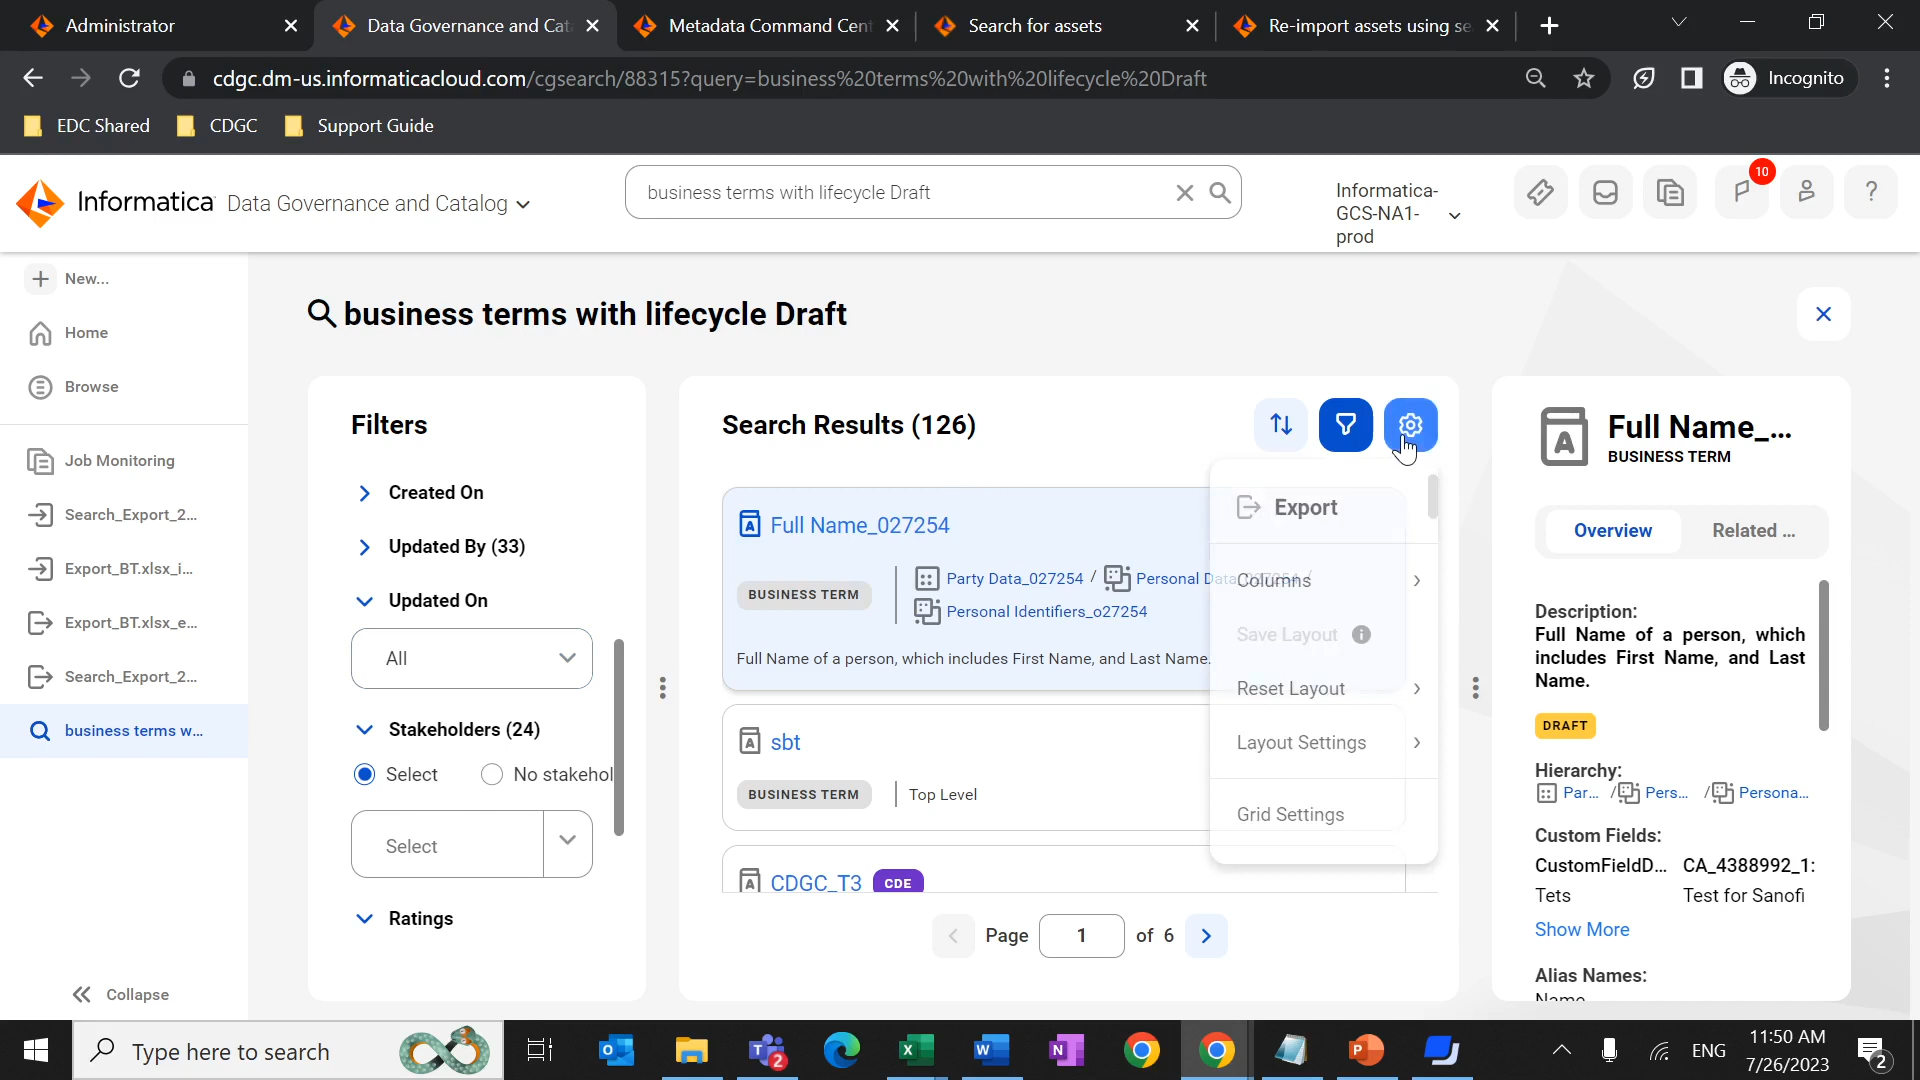 Administrator
Data Governance and Cat
Metadata Command Cent
Search for assets
Re-import assets using se
cdgc.dm-us.informaticacloud.com/cgsearch/88315?query=business%20terms%20with%20lifecycle%20Draft
Incognito
EDC Shared
CDGC
Support Guide
Informatica
Data Governance and Catalog
business terms with lifecycle Draft
Informatica-
GCS-NA1-
prod
10
?
New...
Home
Browse
Job Monitoring
Search_Export_2...
Export_BT.xlsx_i...
Export_BT.xlsx_e...
Search_Export_2...
business terms w...
Collapse
business terms with lifecycle Draft
Filters
Created On
Updated By (33)
Updated On
All
Stakeholders (24)
Select
No stakehol
Select
Ratings
Search Results (126)
Full Name_027254
BUSINESS TERM
Party Data_027254 /
Personal Data_027254 /
Personal Identifiers_o27254
Full Name of a person, which includes First Name, and Last Name.
sbt
BUSINESS TERM
Top Level
CDGC_T3
CDE
Page
1
of 6
Export
Columns
Save Layout
Reset Layout
Layout Settings
Grid Settings
Full Name_...
BUSINESS TERM
Overview
Related ...
Description:
Full Name of a person, which
includes First Name, and Last
Name.
DRAFT
Hierarchy:
Par... / Pers... / Persona...
Custom Fields:
CustomFieldD...
CA_4388992_1:
Tets
Test for Sanofi
Show More
Alias Names:
Name
Type here to search
2
ENG
11:50 AM
7/26/2023
2